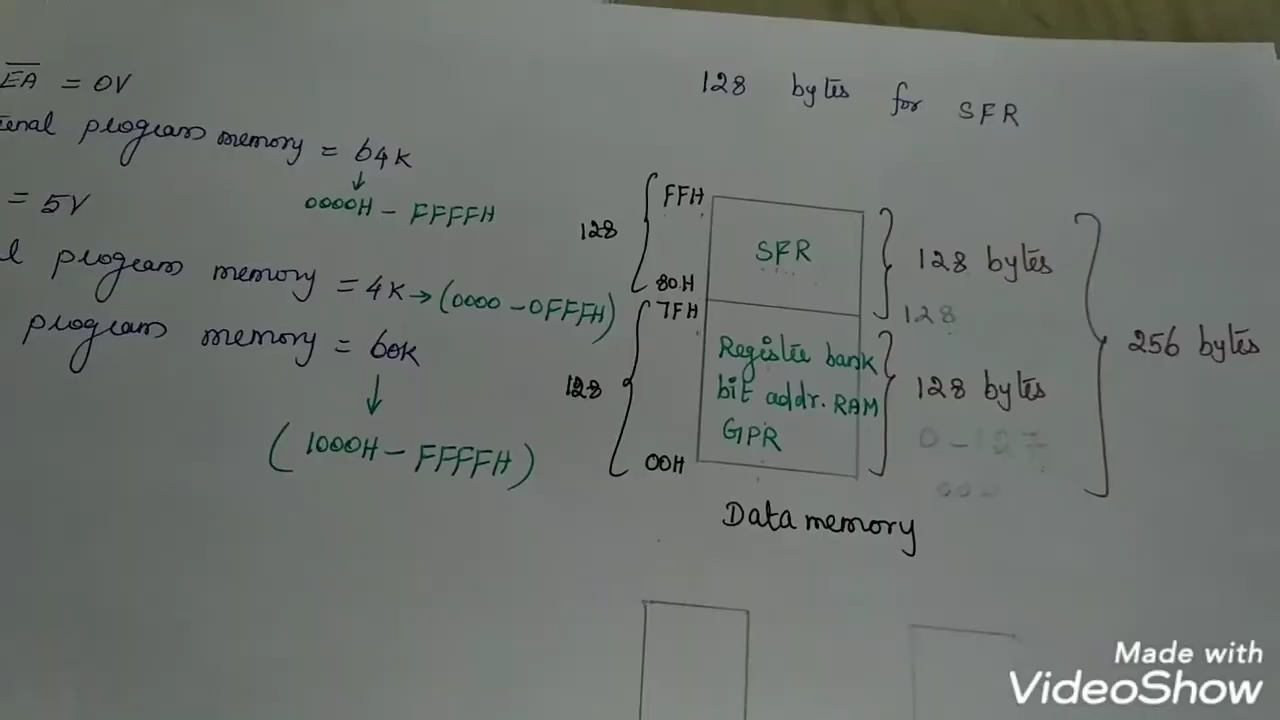 EA = 0V
ernal program memory = 64K
↓
0000H - FFFFH
= 5V
l program memory = 4K → (0000 - 0FFFH)
program memory = 60K
↓
(1000H - FFFFH)
128 bytes for SFR
FFH
128
SFR
128 bytes
80H
7FH
128
Register bank
bit addr. RAM
GPR
128
128 bytes
256 bytes
00H
Data memory
Made with
VideoShow